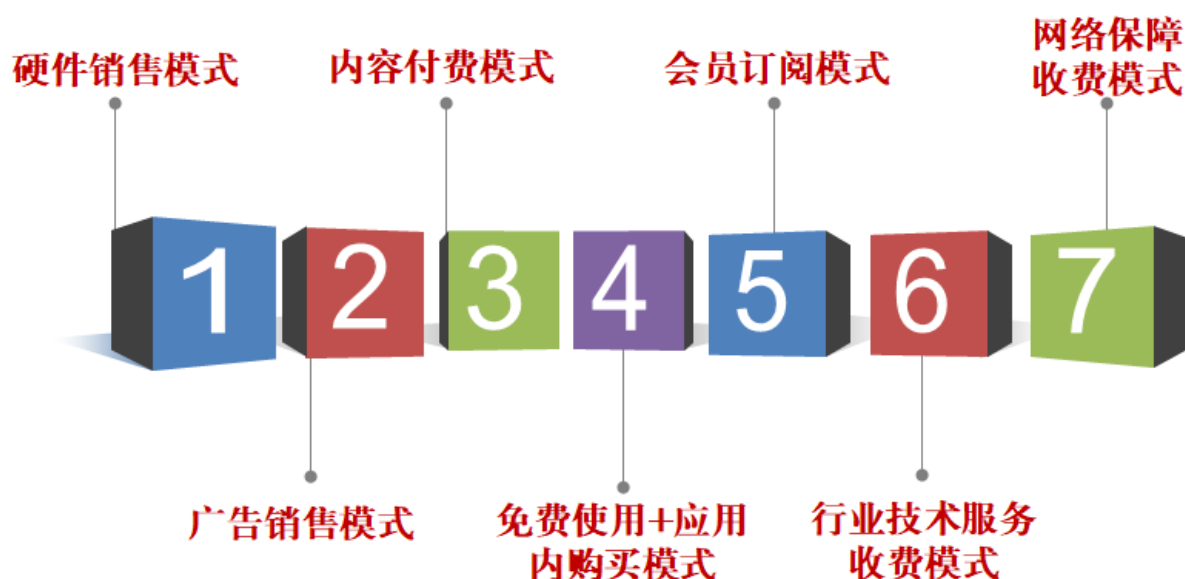 硬件销售模式
内容付费模式
会员订阅模式
网络保障
收费模式
1
2
3
4
5
6
7
广告销售模式
免费使用+应用
内购买模式
行业技术服务
收费模式